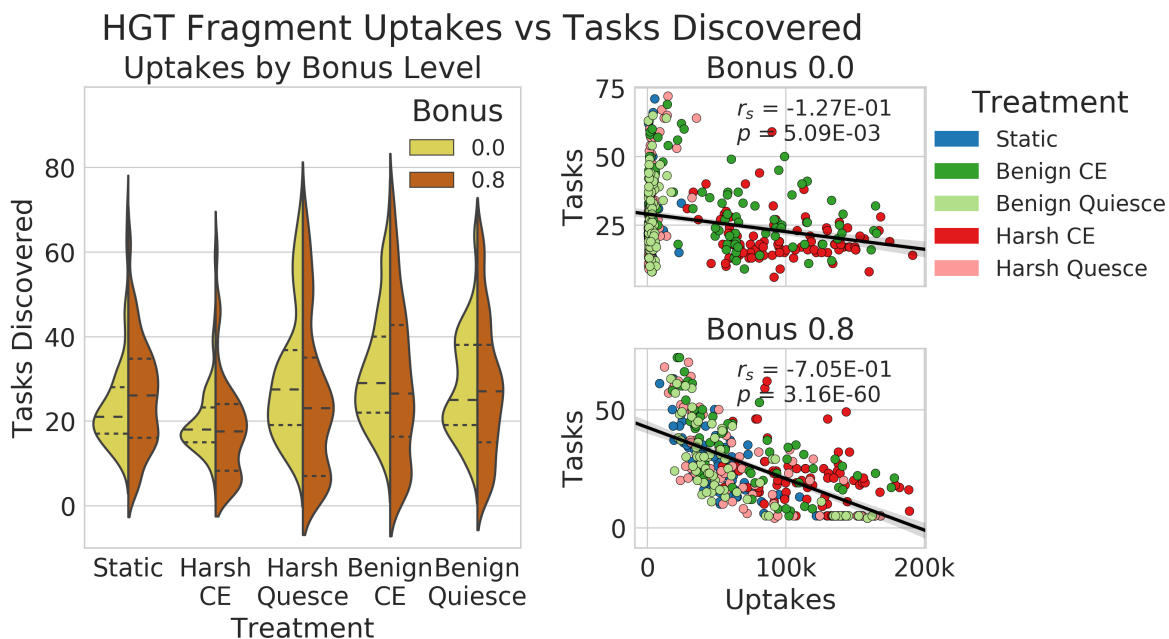 HGT Fragment Uptakes vs Tasks Discovered
Uptakes by Bonus Level
Tasks Discovered
80
60
40
20
0
Bonus
0.0
0.8
Static
Harsh CE
Harsh Quesce
Benign CE
Benign Quiesce
Treatment
Bonus 0.0
Tasks
75
50
25
r_s = -1.27E-01
p = 5.09E-03
Treatment
Static
Benign CE
Benign Quiesce
Harsh CE
Harsh Quesce
Bonus 0.8
Tasks
50
0
r_s = -7.05E-01
p = 3.16E-60
0
100k
200k
Uptakes